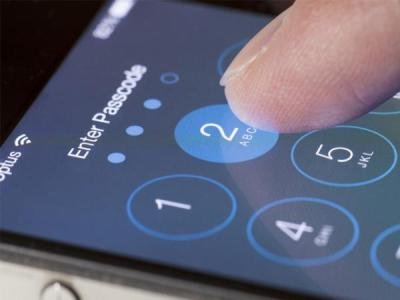 optus
Enter Passcode
1
2
ABC
4
GHI
5
JKL